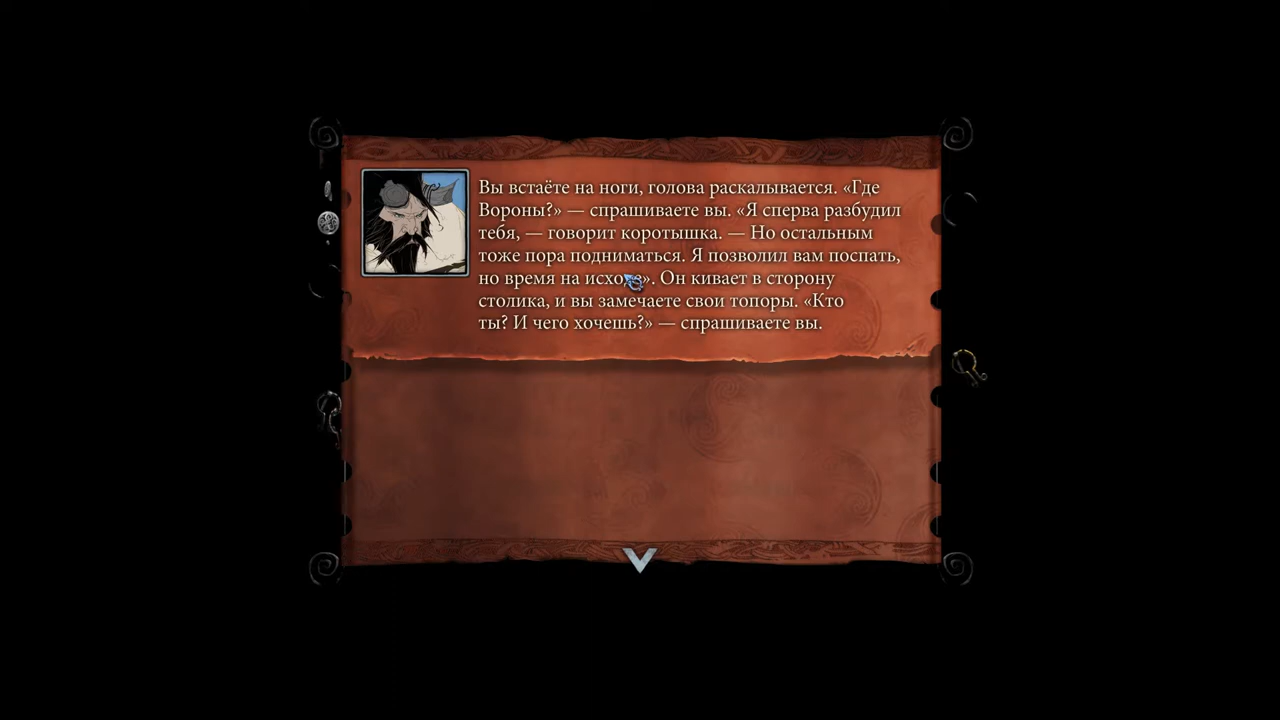 Вы встаёте на ноги, голова раскалывается. «Где
Вороны?» — спрашиваете вы. «Я сперва разбудил
тебя, — говорит коротышка. — Но остальным
тоже пора подниматься. Я позволил вам поспать,
но время на исходе». Он кивает в сторону
столика, и вы замечаете свои топоры. «Кто
ты? И чего хочешь?» — спрашиваете вы.